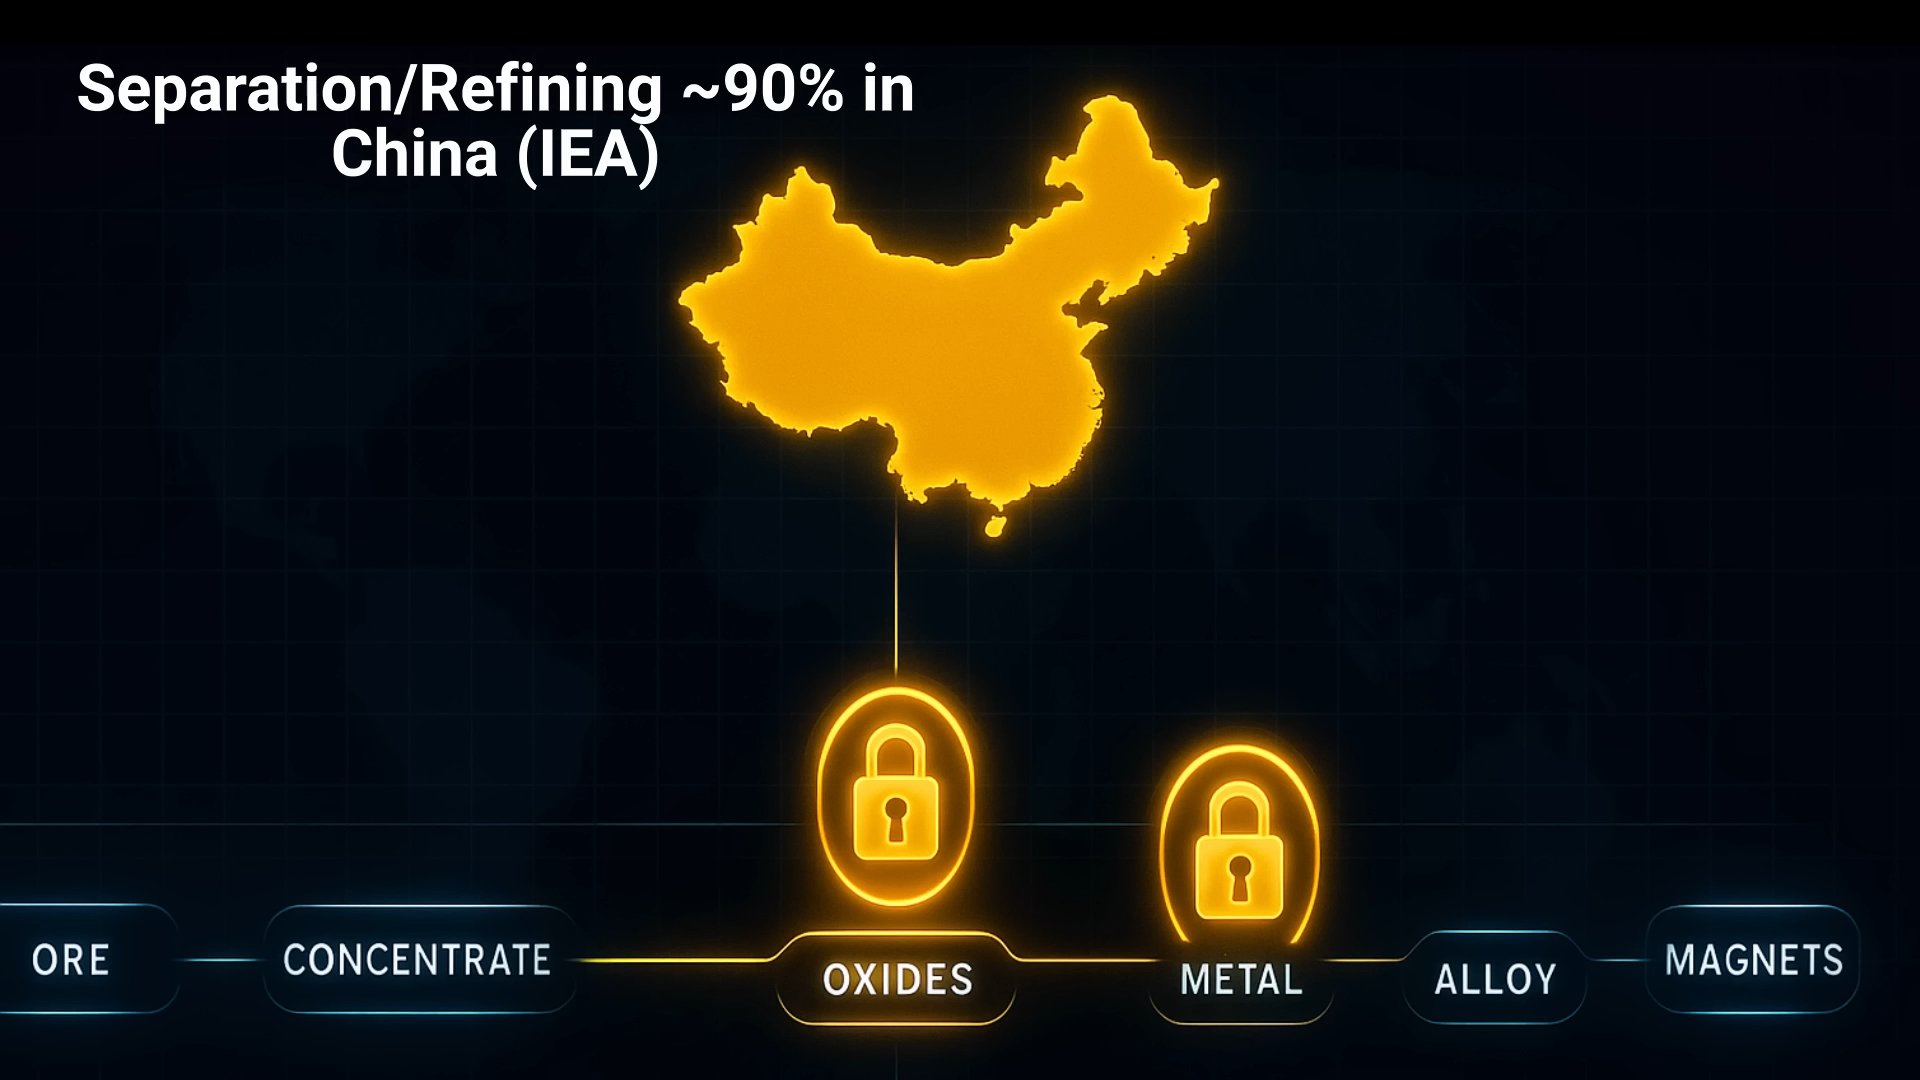 Separation/Refining ~90% in
China (IEA)
ORE
CONCENTRATE
OXIDES
METAL
ALLOY
MAGNETS